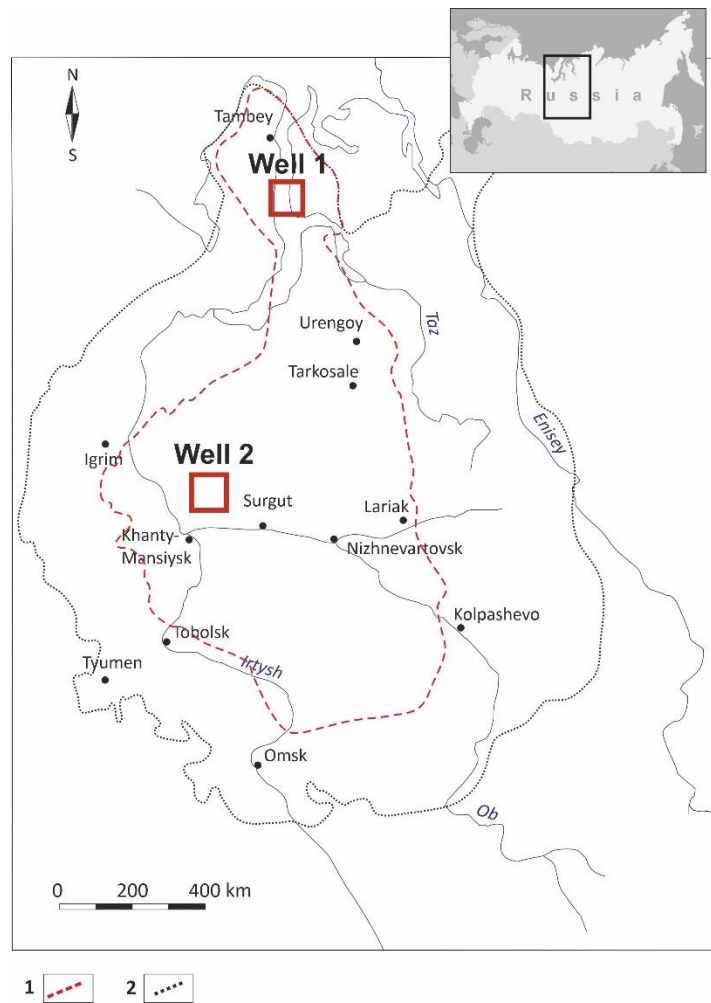 Russia
N
S
Tambey
Well 1
Urengoy
Taz
Tarkosale
Enisey
Igrim
Well 2
Surgut
Lariak
Khanty-
Mansiysk
Nizhnevartovsk
Kolpashevo
Tobolsk
Irtysh
Tyumen
Omsk
Ob
0 200 400 km
1 2